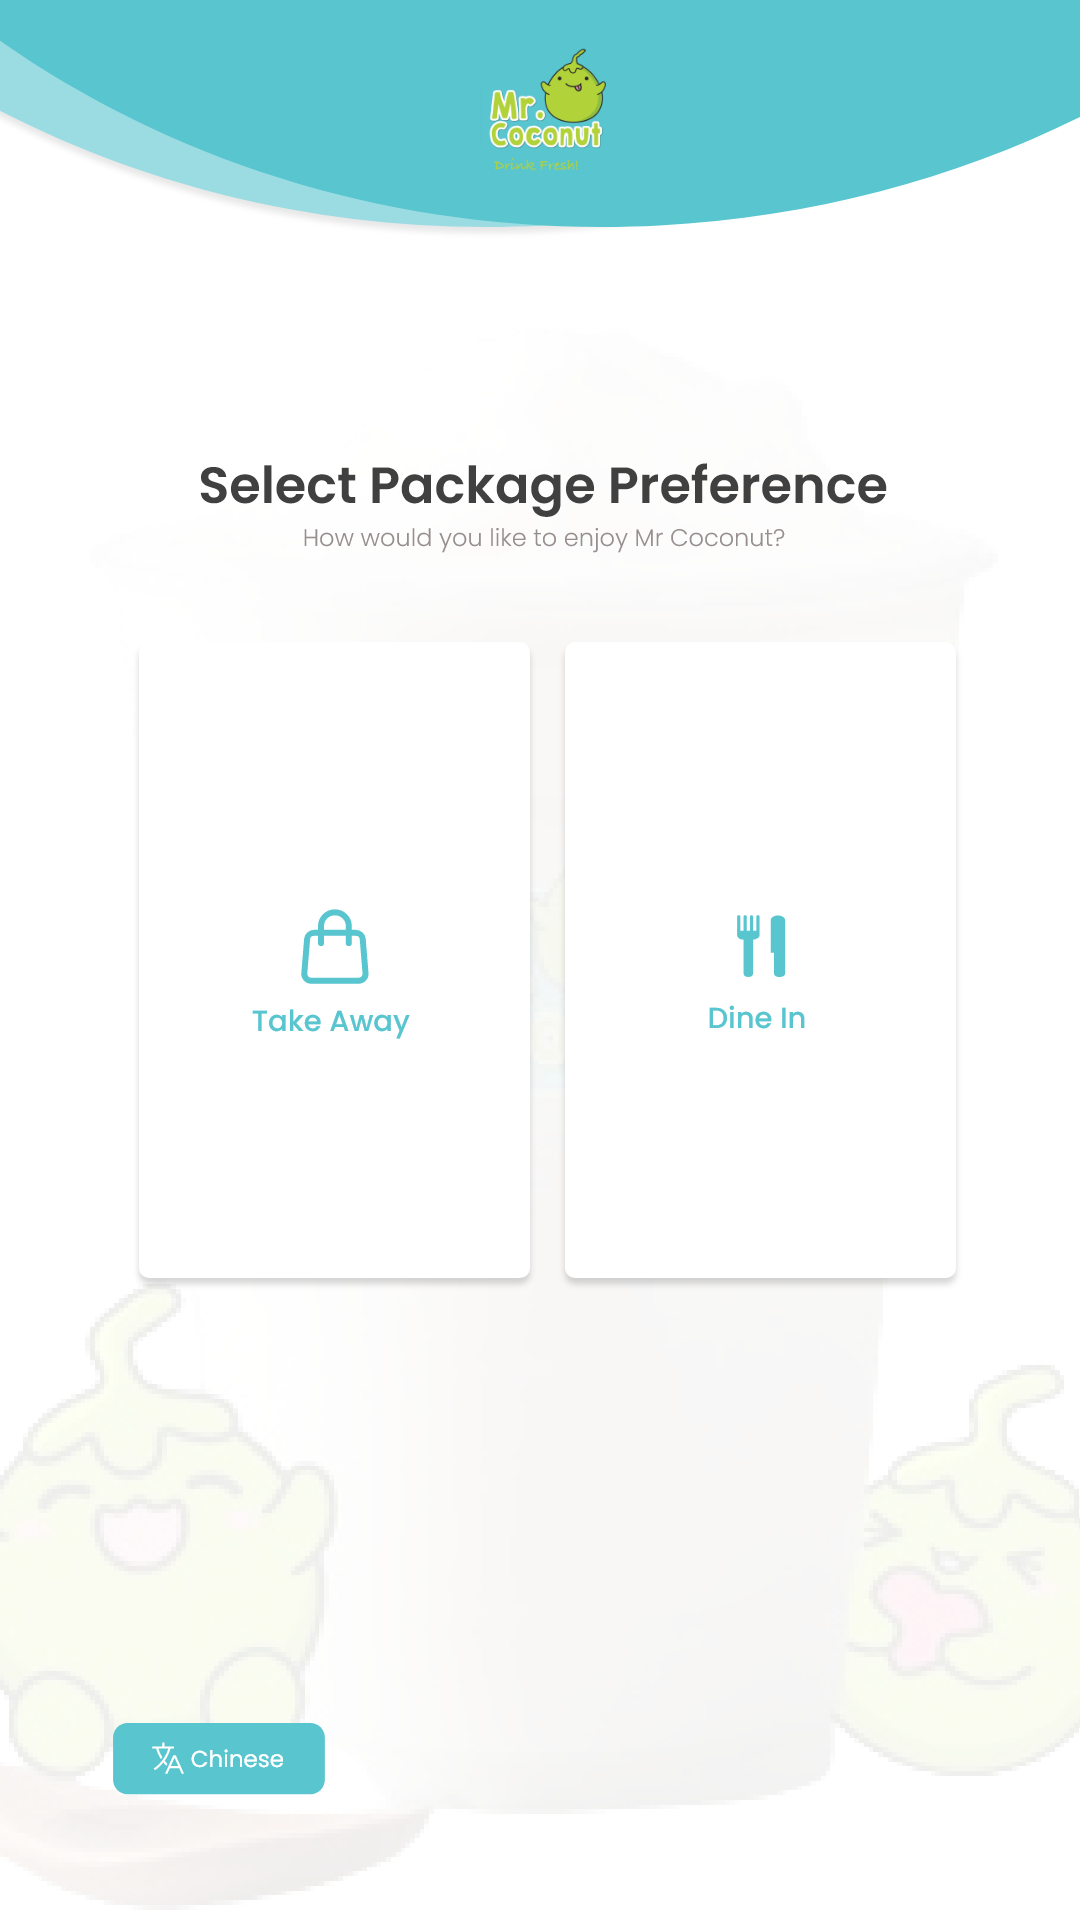 Mr.
Coconut
Drink Fresh!
Select Package Preference
How would you like to enjoy Mr Coconut?
Take Away
Dine In
Chinese